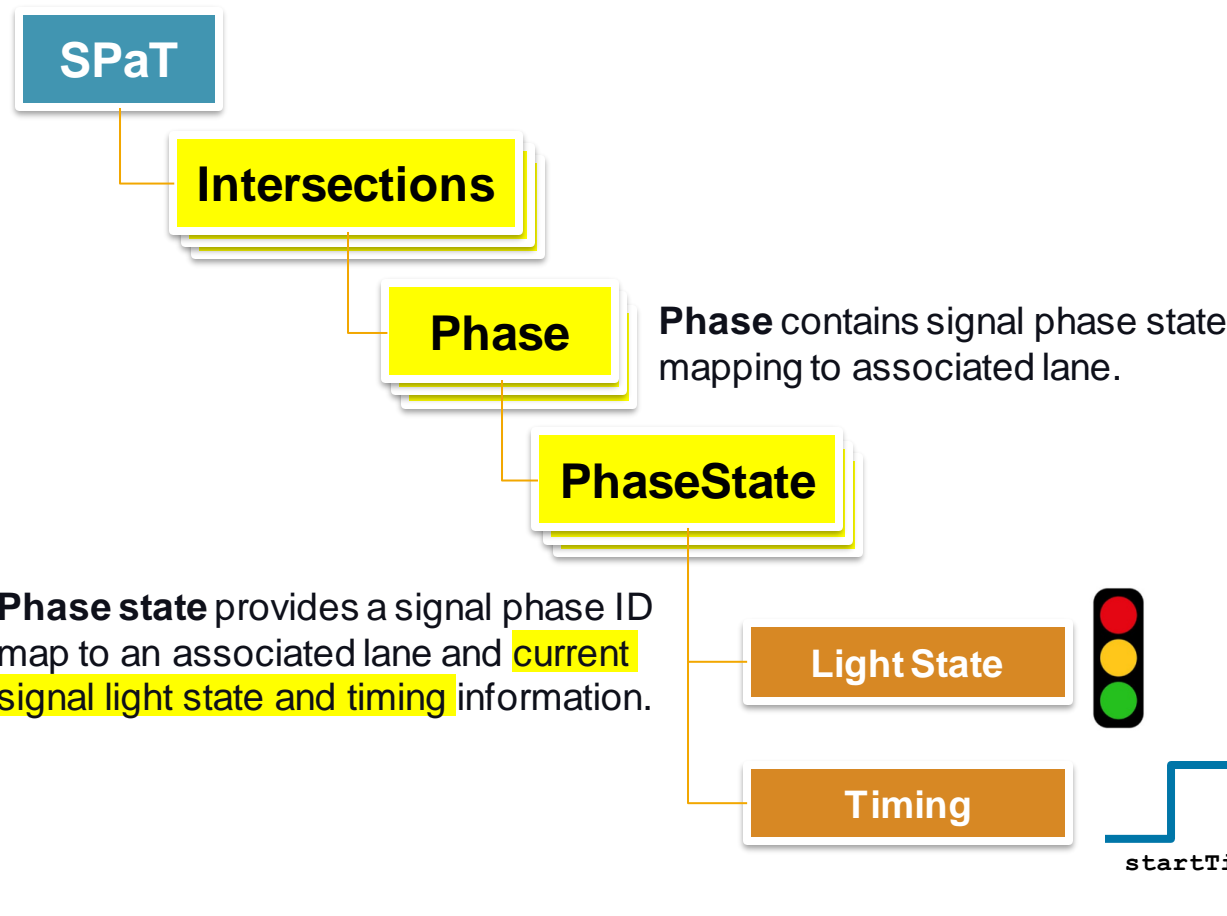 SPaT
Intersections
Phase
Phase contains signal phase state
mapping to associated lane.
PhaseState
Phase state provides a signal phase ID
map to an associated lane and current
signal light state and timing information.
Light State
Timing